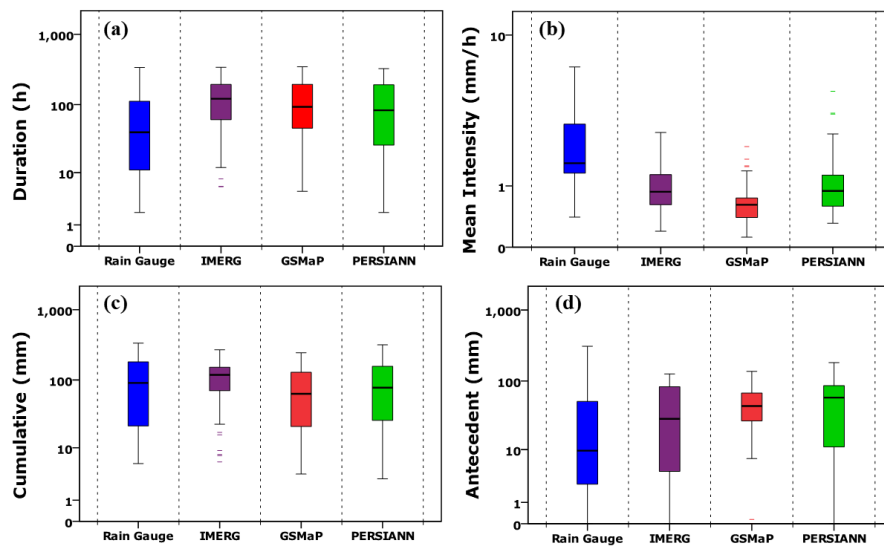 (a)
Duration (h)
1,000
100
10
1
0
Rain Gauge IMERG GSMaP PERSIANN
(b)
Mean Intensity (mm/h)
10
1
0
Rain Gauge IMERG GSMaP PERSIANN
(c)
Cumulative (mm)
1,000
100
10
1
0
Rain Gauge IMERG GSMaP PERSIANN
(d)
Antecedent (mm)
1,000
100
10
1
0
Rain Gauge IMERG GSMaP PERSIANN